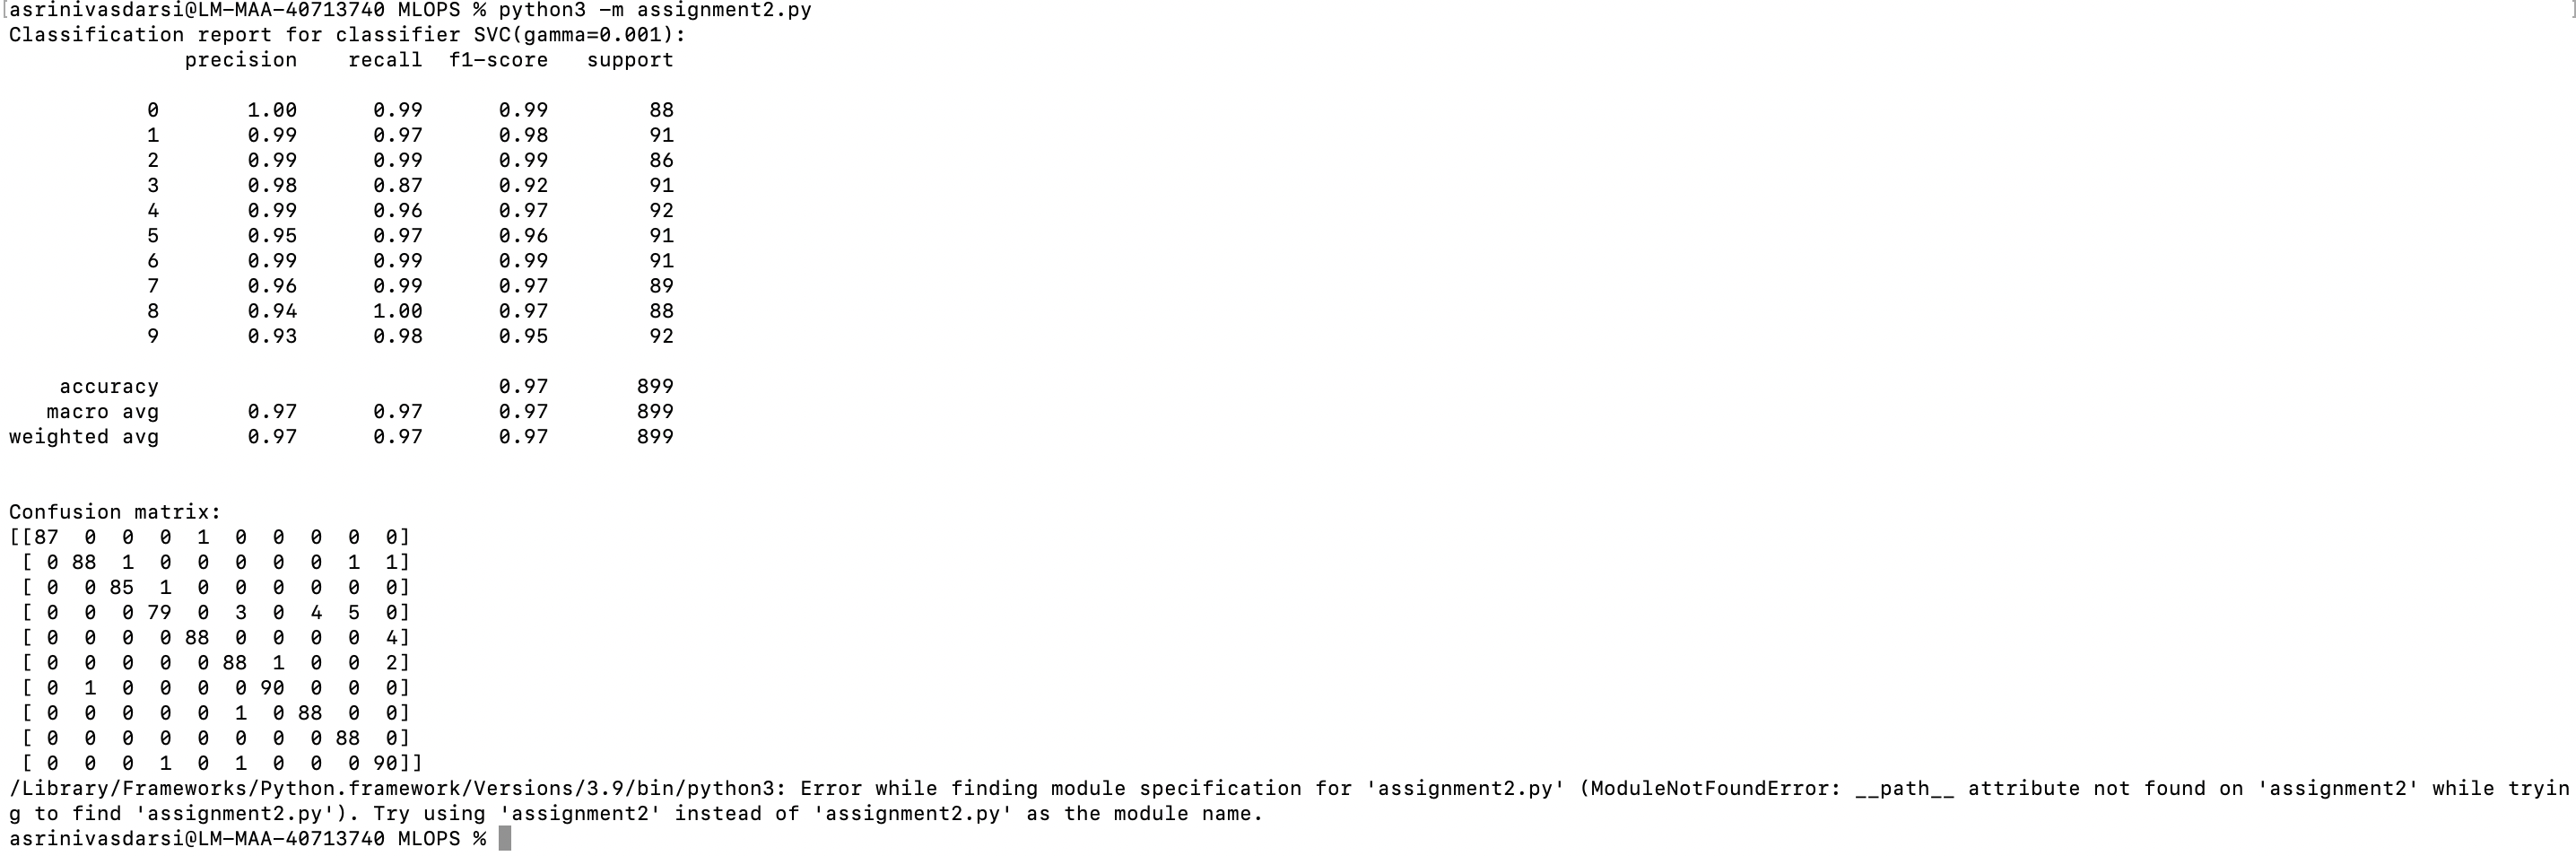 [asrinivasdarsi@LM-MAA-40713740 MLOPS % python3 -m assignment2.py ]
Classification report for classifier SVC(gamma=0.001):
              precision    recall  f1-score   support

           0       1.00      0.99      0.99        88
           1       0.99      0.97      0.98        91
           2       0.99      0.99      0.99        86
           3       0.98      0.87      0.92        91
           4       0.99      0.96      0.97        92
           5       0.95      0.97      0.96        91
           6       0.99      0.99      0.99        91
           7       0.96      0.99      0.97        89
           8       0.94      1.00      0.97        88
           9       0.93      0.98      0.95        92

    accuracy                           0.97       899
   macro avg       0.97      0.97      0.97       899
weighted avg       0.97      0.97      0.97       899


Confusion matrix:
[[87  0  0  0  1  0  0  0  0  0]
 [ 0 88  1  0  0  0  0  0  1  1]
 [ 0  0 85  1  0  0  0  0  0  0]
 [ 0  0  0 79  0  3  0  4  5  0]
 [ 0  0  0  0 88  0  0  0  0  4]
 [ 0  0  0  0  0 88  1  0  0  2]
 [ 0  1  0  0  0  0 90  0  0  0]
 [ 0  0  0  0  0  1  0 88  0  0]
 [ 0  0  0  0  0  0  0  0 88  0]
 [ 0  0  0  1  0  1  0  0  0 90]]
/Library/Frameworks/Python.framework/Versions/3.9/bin/python3: Error while finding module specification for 'assignment2.py' (ModuleNotFoundError: __path__ attribute not found on 'assignment2' while tryin
g to find 'assignment2.py'). Try using 'assignment2' instead of 'assignment2.py' as the module name.
asrinivasdarsi@LM-MAA-40713740 MLOPS %